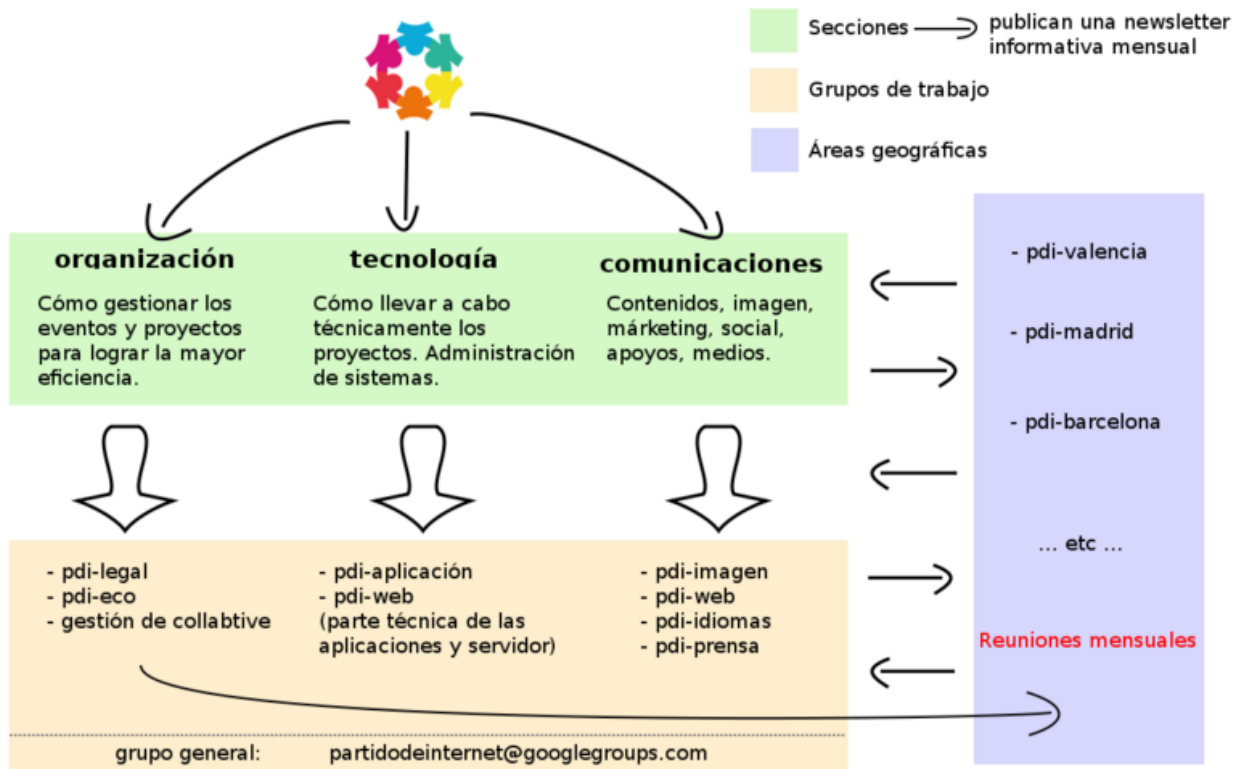 Secciones
publican una newsletter
informativa mensual
Grupos de trabajo
Áreas geográficas
organización
Cómo gestionar los
eventos y proyectos
para lograr la mayor
eficiencia.
tecnología
Cómo llevar a cabo
técnicamente los
proyectos. Administración
de sistemas.
comunicaciones
Contenidos, imagen,
márketing, social,
apoyos, medios.
- pdi-legal
- pdi-eco
- gestión de collabtive
- pdi-aplicación
- pdi-web
(parte técnica de las
aplicaciones y servidor)
- pdi-imagen
- pdi-web
- pdi-idiomas
- pdi-prensa
grupo general: partidodeinternet@googlegroups.com
- pdi-valencia
- pdi-madrid
- pdi-barcelona
... etc ...
Reuniones mensuales